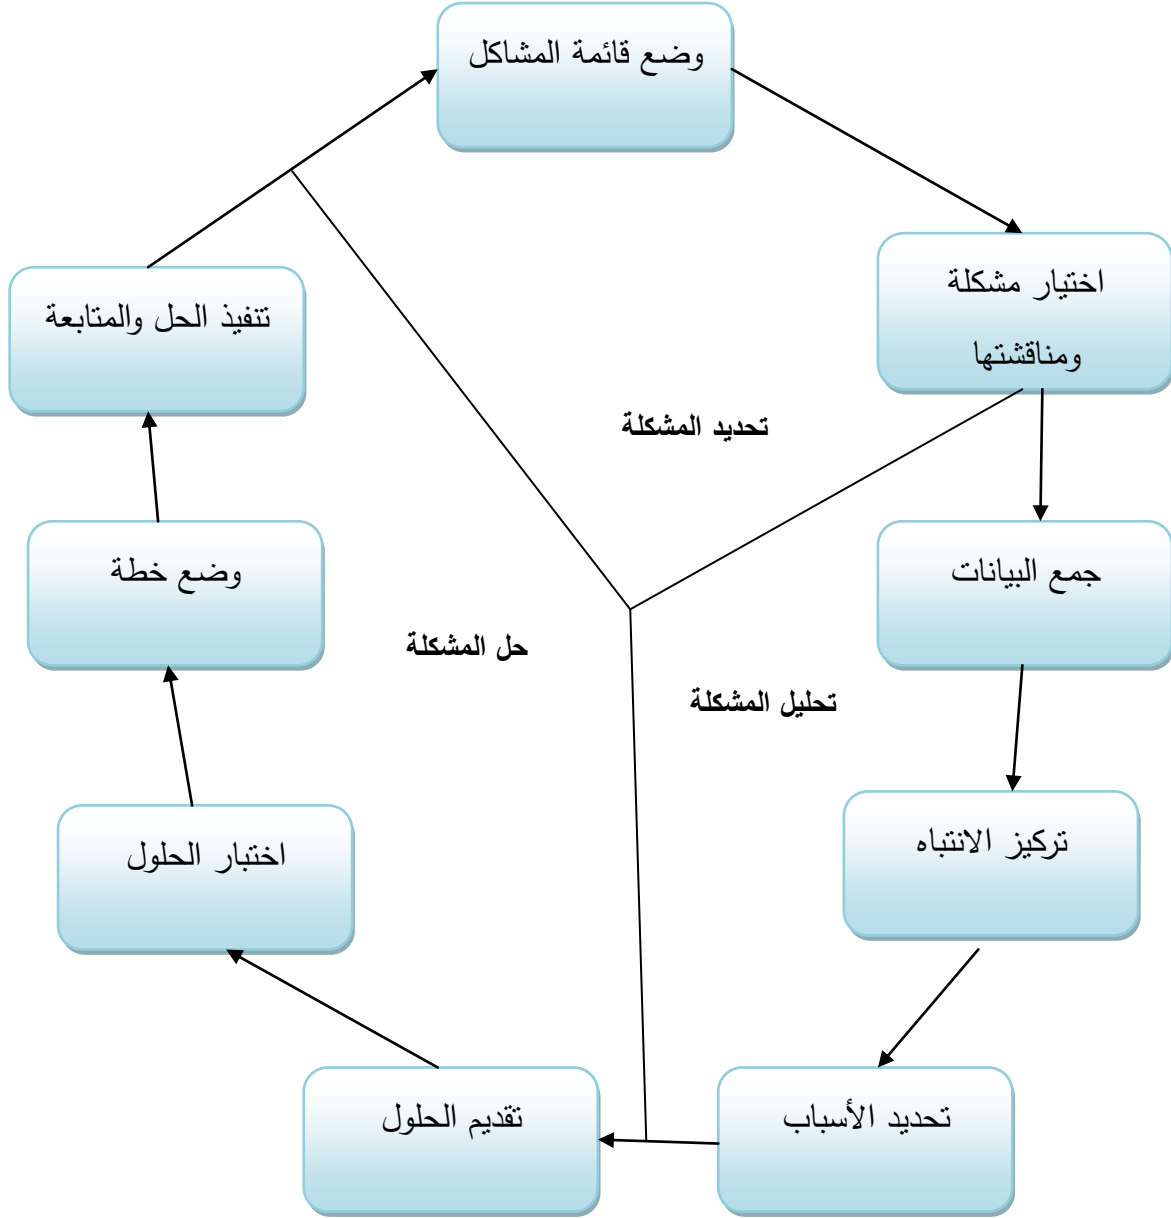 وضع قائمة المشاكل
اختيار مشكلة
ومناقشتها
تنفيذ الحل والمتابعة
تحديد المشكلة
جمع البيانات
وضع خطة
حل المشكلة
تحليل المشكلة
تركيز الانتباه
اختبار الحلول
تحديد الأسباب
تقديم الحلول